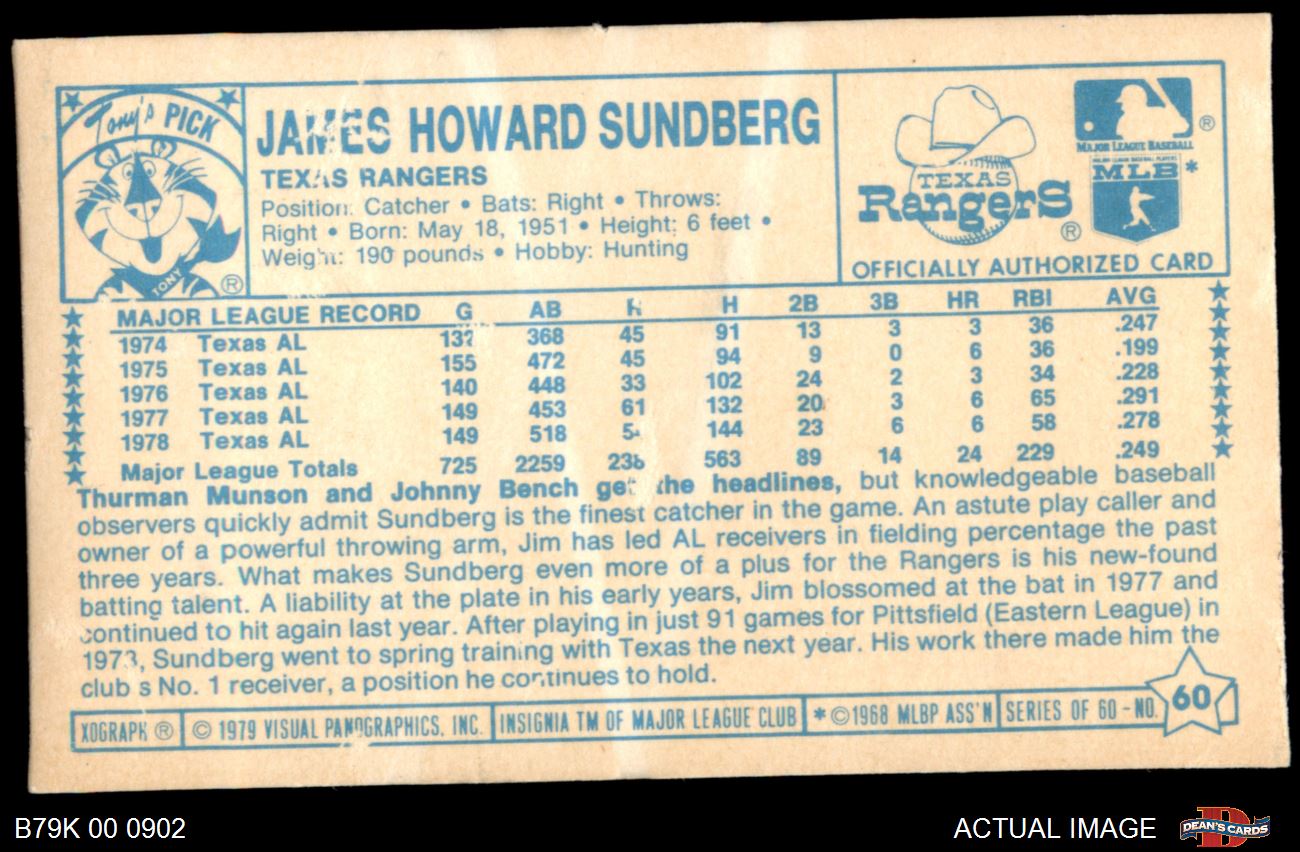 Tony's PICK
TONY
®
JAMES HOWARD SUNDBERG
TEXAS RANGERS
Position: Catcher • Bats: Right • Throws:
Right • Born: May 18, 1951 • Height: 6 feet •
Weight: 190 pounds • Hobby: Hunting
TEXAS
RangerS ®
®
MAJOR LEAGUE BASEBALL
MAJOR LEAGUE BASEBALL PLAYERS
MLB *
OFFICIALLY AUTHORIZED CARD
MAJOR LEAGUE RECORD G AB R H 2B 3B HR RBI AVG
1974 Texas AL 132 368 45 91 13 3 3 36 .247
1975 Texas AL 155 472 45 94 9 0 6 36 .199
1976 Texas AL 140 448 33 102 24 2 3 34 .228
1977 Texas AL 149 453 61 132 20 3 6 65 .291
1978 Texas AL 149 518 144 23 6 6 58 .278
Major League Totals 725 2259 238 563 89 14 24 229 .249
Thurman Munson and Johnny Bench get the headlines, but knowledgeable baseball
observers quickly admit Sundberg is the finest catcher in the game. An astute play caller and
owner of a powerful throwing arm, Jim has led AL receivers in fielding percentage the past
three years. What makes Sundberg even more of a plus for the Rangers is his new-found
batting talent. A liability at the plate in his early years, Jim blossomed at the bat in 1977 and
continued to hit again last year. After playing in just 91 games for Pittsfield (Eastern League) in
1973, Sundberg went to spring training with Texas the next year. His work there made him the
club s No. 1 receiver, a position he continues to hold.
XOGRAPH ® © 1979 VISUAL PANOGRAPHICS, INC. INSIGNIA TM OF MAJOR LEAGUE CLUB * © 1968 MLBP ASS'N SERIES OF 60 - NO. 60
B79K 00 0902
ACTUAL IMAGE
D
DEAN'S CARDS